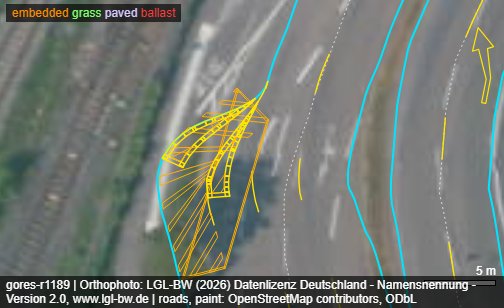 embedded grass paved ballast
5 m
gores-r1189 | Orthophoto: LGL-BW (2026) Datenlizenz Deutschland - Namensnennung -
Version 2.0, www.lgl-bw.de | roads, paint: OpenStreetMap contributors, ODbL